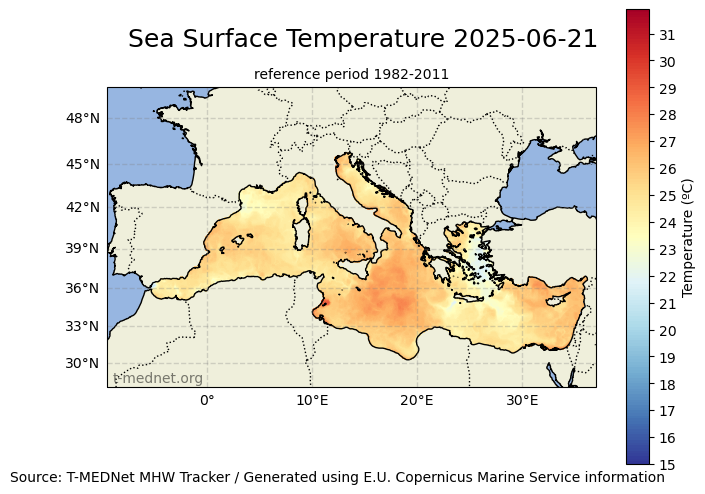 Sea Surface Temperature 2025-06-21
reference period 1982-2011
48°N
45°N
42°N
39°N
36°N
33°N
30°N
0°
10°E
20°E
30°E
t-mednet.org
31
30
29
28
27
26
25
24
23
22
21
20
19
18
17
16
15
Temperature (ºC)
Source: T-MEDNet MHW Tracker / Generated using E.U. Copernicus Marine Service information